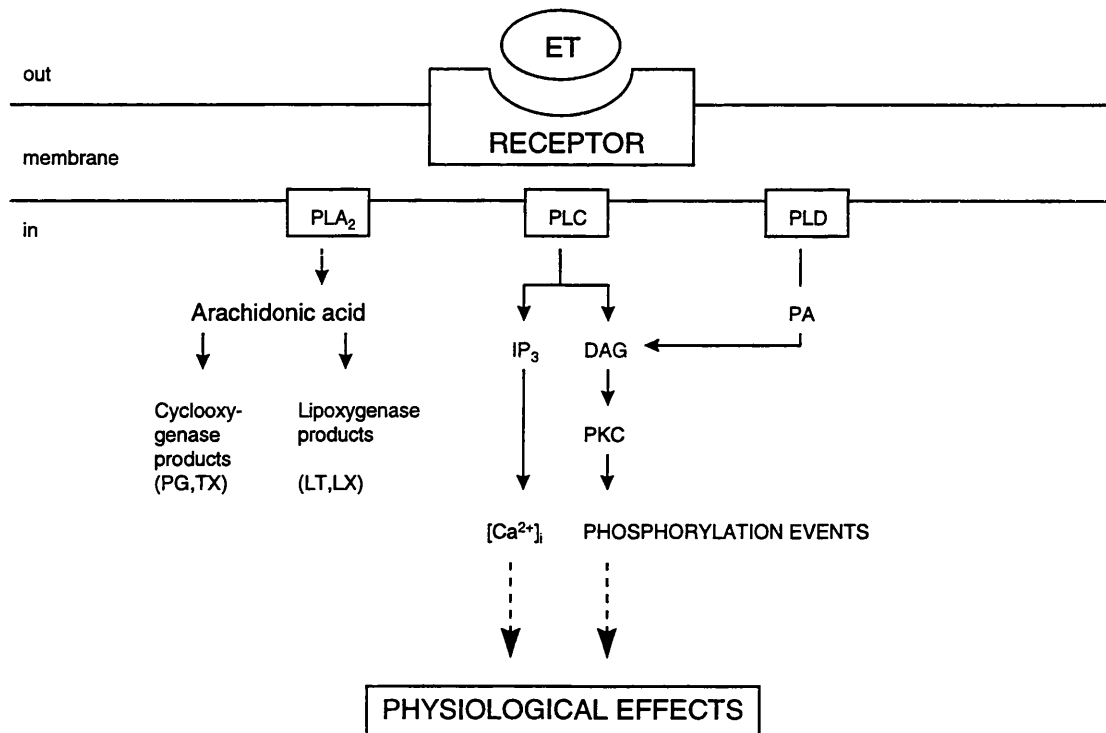 ET
out
RECEPTOR
membrane
in
PLA₂
PLC
PLD
Arachidonic acid
PA
IP₃
DAG
Cyclooxy-
genase
products
(PG,TX)
Lipoxygenase
products
(LT,LX)
PKC
[Ca²⁺]ᵢ
PHOSPHORYLATION EVENTS
PHYSIOLOGICAL EFFECTS